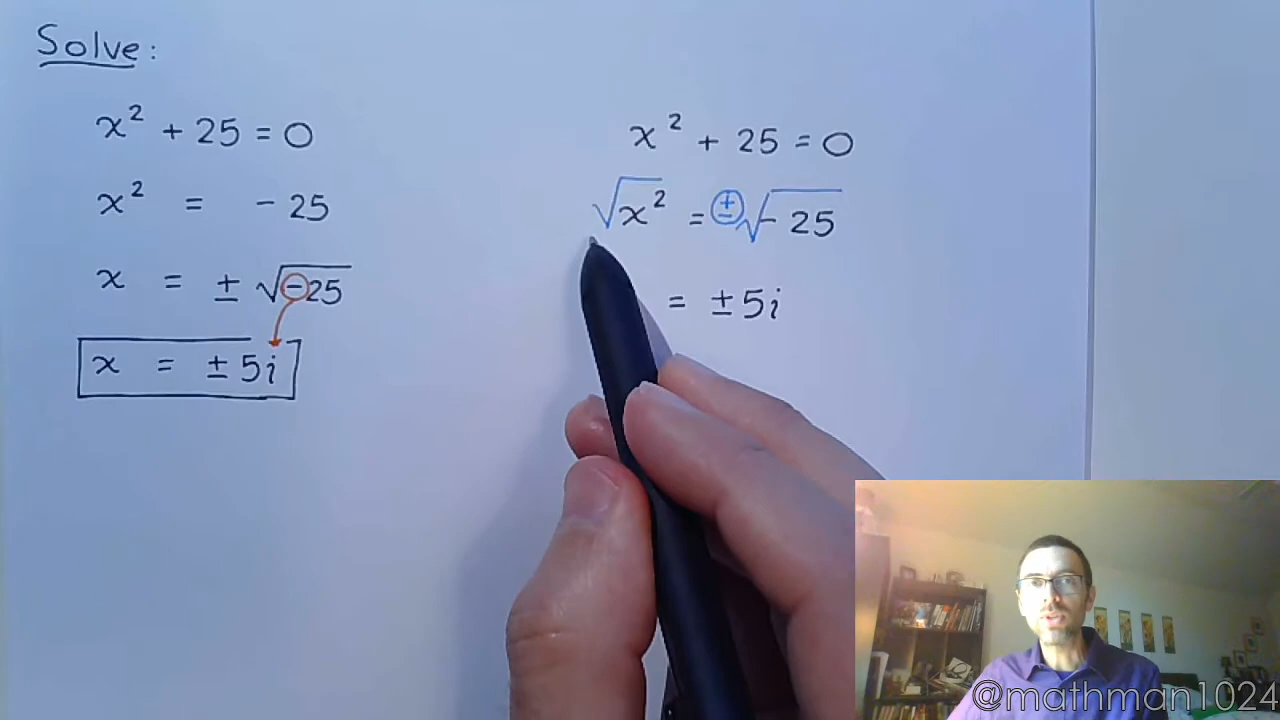 Solve:
x² + 25 = 0
x² = - 25
x = ± √-25
x = ± 5i
x² + 25 = 0
√x² = ± √- 25
= ± 5i
@mathman1024